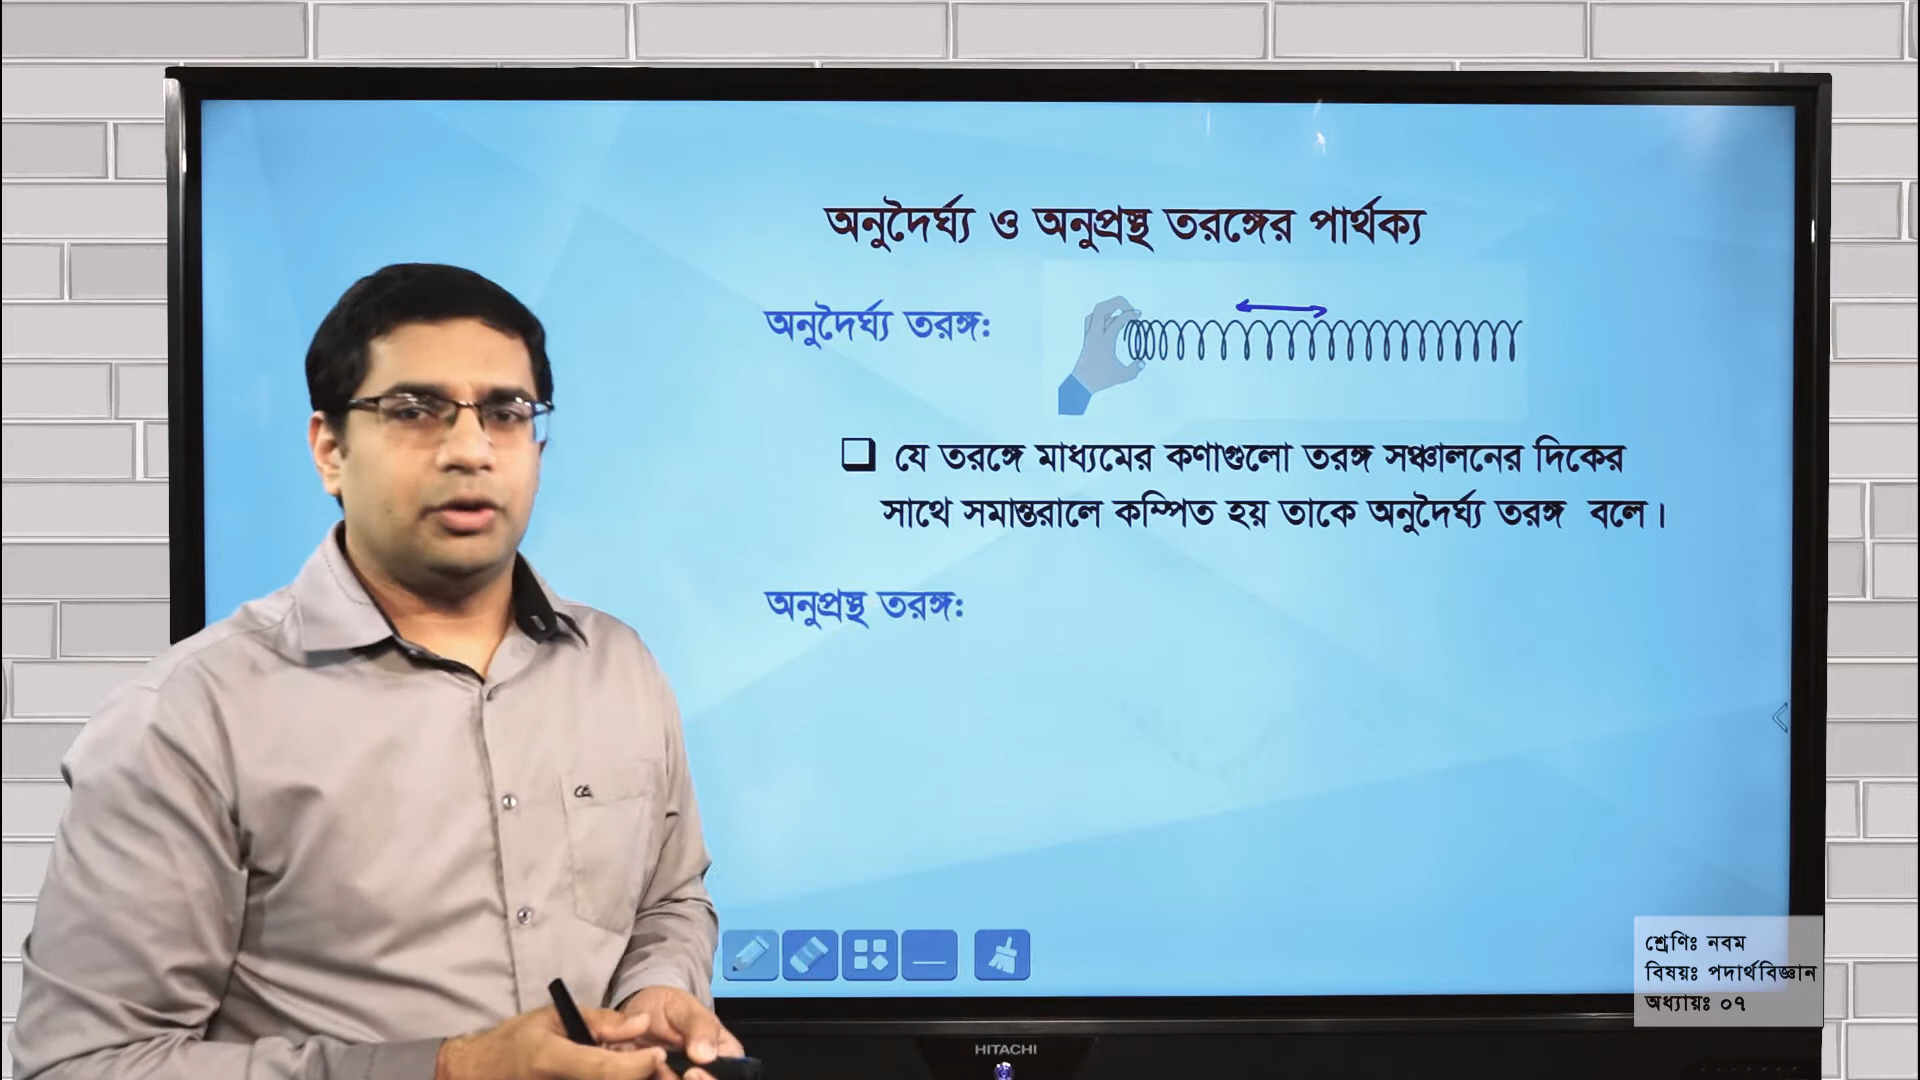 অনুদৈর্ঘ্য ও অনুপ্রস্থ তরঙ্গের পার্থক্য
অনুদৈর্ঘ্য তরঙ্গ:
যে তরঙ্গে মাধ্যমের কণাগুলো তরঙ্গ সঞ্চালনের দিকের
সাথে সমান্তরালে কম্পিত হয় তাকে অনুদৈর্ঘ্য তরঙ্গ বলে।
অনুপ্রস্থ তরঙ্গ:
শ্রেণিঃ নবম
বিষয়ঃ পদার্থবিজ্ঞান
অধ্যায়ঃ ০৭
HITACHI